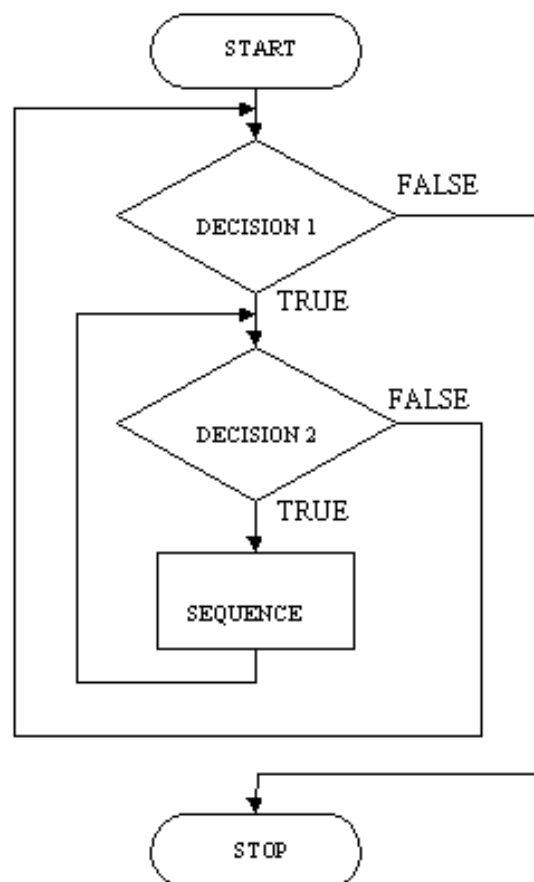 START
FALSE
DECISION 1
TRUE
FALSE
DECISION 2
TRUE
SEQUENCE
STOP